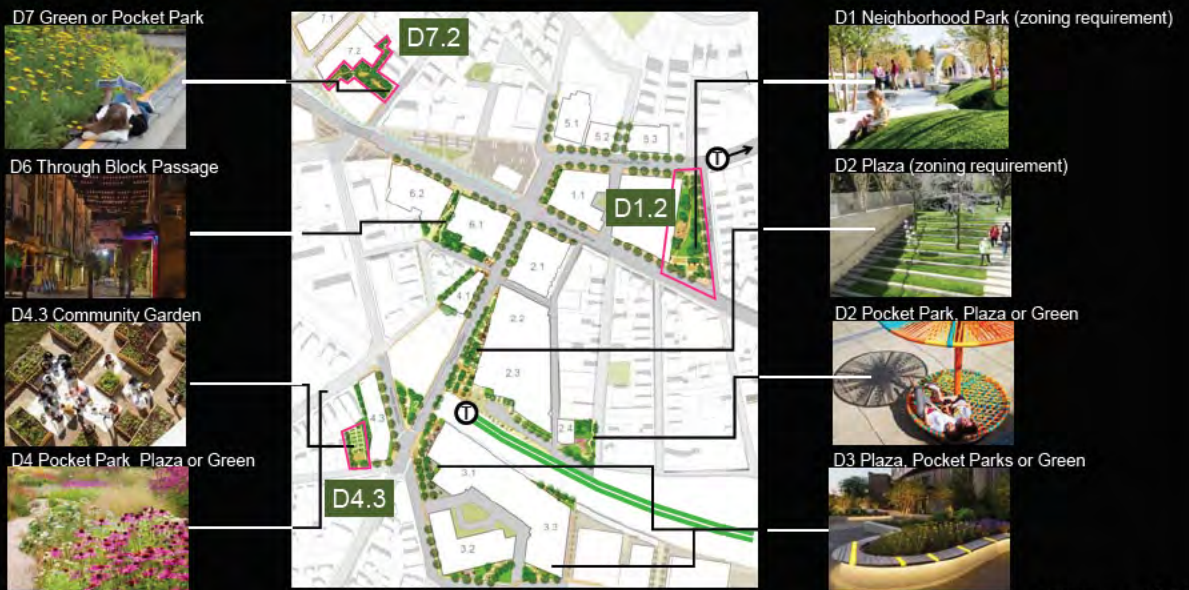 D7 Green or Pocket Park
D6 Through Block Passage
D4.3 Community Garden
D4 Pocket Park, Plaza or Green
7.1
D7.2
7.2
5.1
5.2
5.3
T
6.2
1.1
D1.2
6.1
2.1
4.1
2.2
2.3
T
4.3
2.4
D4.3
3.1
3.3
3.2
D1 Neighborhood Park (zoning requirement)
D2 Plaza (zoning requirement)
D2 Pocket Park, Plaza or Green
D3 Plaza, Pocket Parks or Green